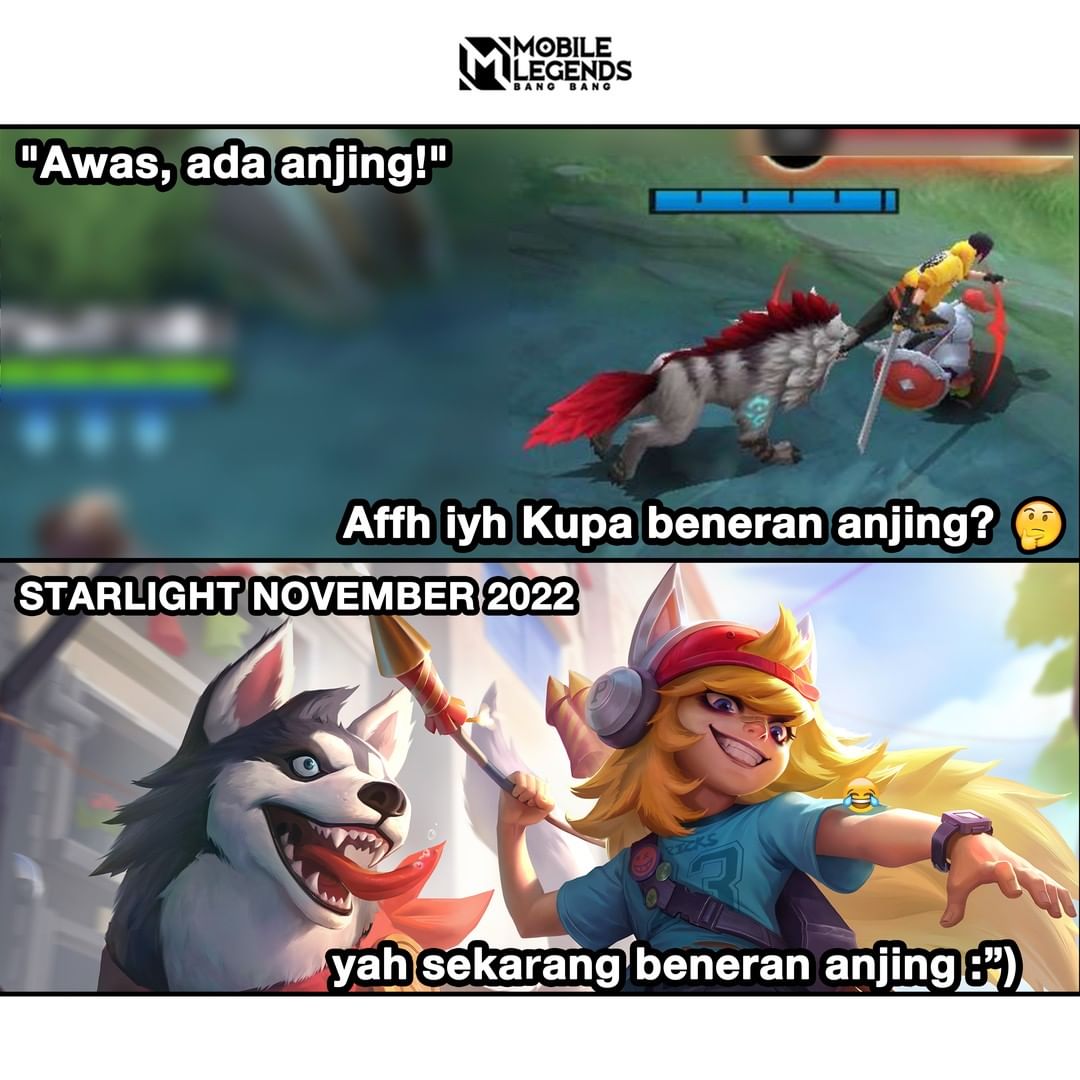 MOBILE
LEGENDS
BANG BANG
"Awas, ada anjing!"
Affh iyh Kupa beneran anjing? 🤔
STARLIGHT NOVEMBER 2022
P
3
yah sekarang beneran anjing :”)